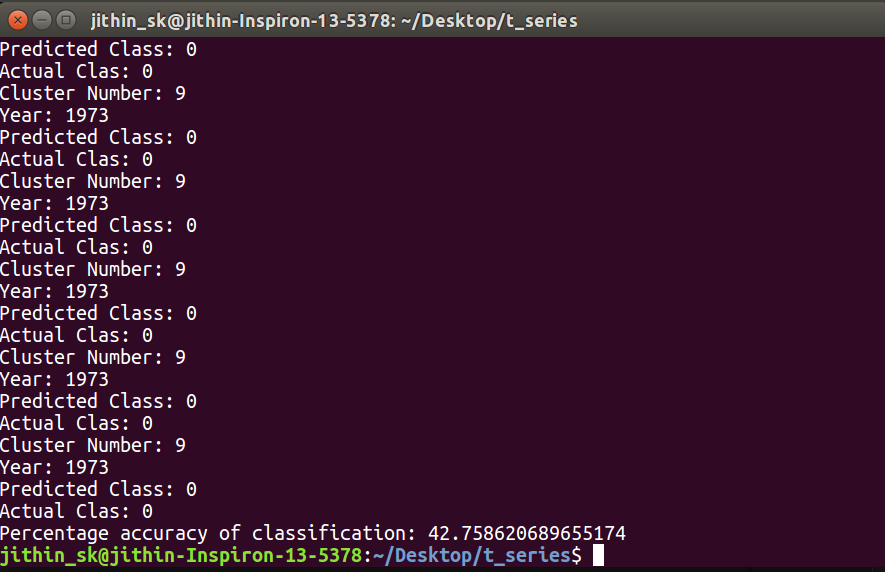 jithin_sk@jithin-Inspiron-13-5378: ~/Desktop/t_series
Predicted Class: 0
Actual Clas: 0
Cluster Number: 9
Year: 1973
Predicted Class: 0
Actual Clas: 0
Cluster Number: 9
Year: 1973
Predicted Class: 0
Actual Clas: 0
Cluster Number: 9
Year: 1973
Predicted Class: 0
Actual Clas: 0
Cluster Number: 9
Year: 1973
Predicted Class: 0
Actual Clas: 0
Cluster Number: 9
Year: 1973
Predicted Class: 0
Actual Clas: 0
Percentage accuracy of classification: 42.758620689655174
jithin_sk@jithin-Inspiron-13-5378:~/Desktop/t_series$